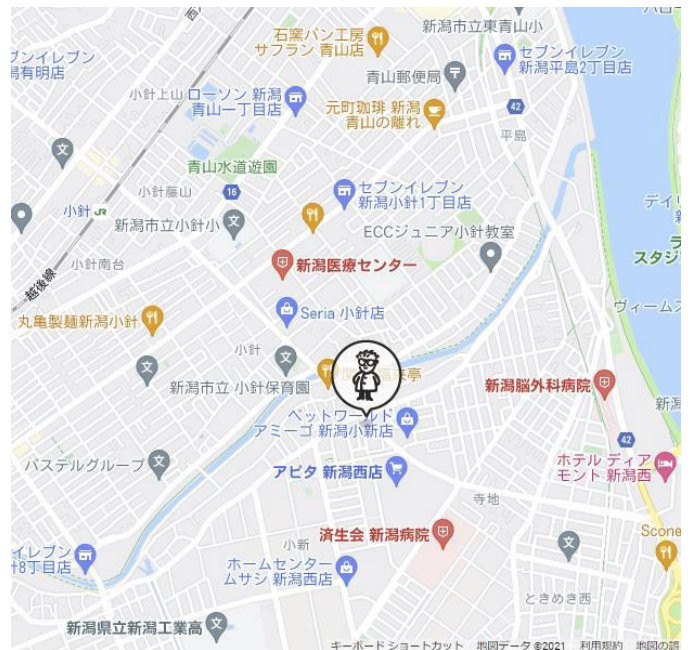 石窯パン工房
サフラン 青山店
新潟市立東青山小
セブンイレブン
新潟平島2丁目店
青山郵便局
小針上山
ローソン 新潟
青山一丁目店
元町珈琲 新潟
青山の離れ
42
平島
青山水道遊園
小針藤山
16
セブンイレブン
新潟小針1丁目店
小針
JR
新潟市立小針小
ECCジュニア小針教室
スタジ
小針南台
新潟医療センター
越後線
Seria 小針店
丸亀製麺新潟小針
ヴィームス
小針
新潟市立 小針保育園
新潟脳外科病院
ペットワールド
アミーゴ 新潟小新店
42
パステルグループ
アピタ 新潟西店
ホテル ディア
モント 新潟西
寺地
済生会 新潟病院
小新
Scone
イレブン
計8丁目店
ホームセンター
ムサシ 新潟西店
ときめき西
新潟県立新潟工業高
キーボード ショートカット
地図データ ©2021
利用規約
地図の誤